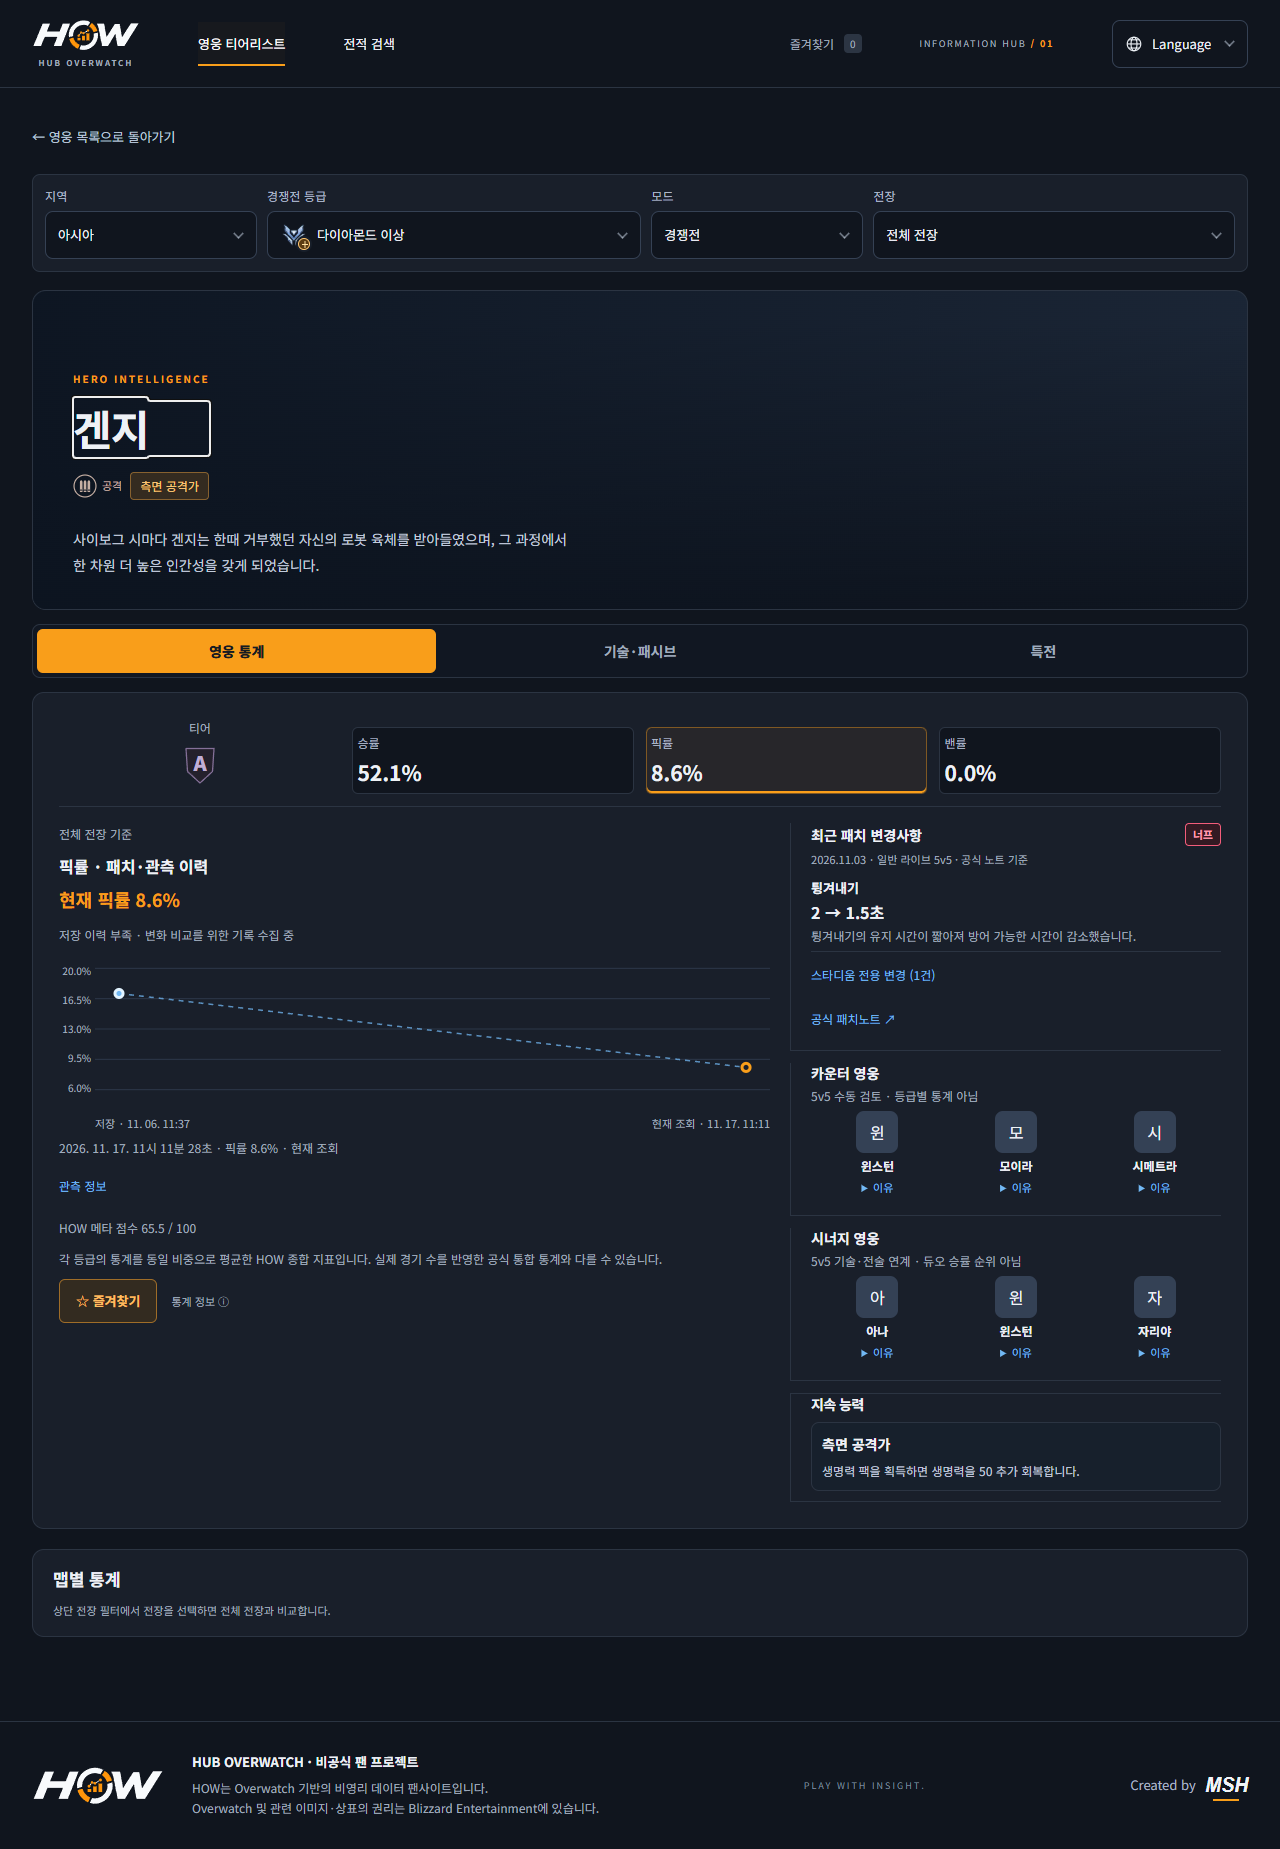 HOW
HUB OVERWATCH
영웅 티어리스트
전적 검색
즐겨찾기 0
INFORMATION HUB / 01
Language
← 영웅 목록으로 돌아가기
지역
경쟁전 등급
모드
전장
아시아
다이아몬드 이상
경쟁전
전체 전장
HERO INTELLIGENCE
겐지
공격
측면 공격가
사이보그 시마다 겐지는 한때 거부했던 자신의 로봇 육체를 받아들였으며, 그 과정에서
한 차원 더 높은 인간성을 갖게 되었습니다.
영웅 통계
기술·패시브
특전
티어
A
승률
52.1%
픽률
8.6%
밴률
0.0%
전체 전장 기준
픽률 · 패치·관측 이력
현재 픽률 8.6%
저장 이력 부족 · 변화 비교를 위한 기록 수집 중
20.0%
16.5%
13.0%
9.5%
6.0%
저장 · 11. 06. 11:37
현재 조회 · 11. 17. 11:11
2026. 11. 17. 11시 11분 28초 · 픽률 8.6% · 현재 조회
관측 정보
HOW 메타 점수 65.5 / 100
각 등급의 통계를 동일 비중으로 평균한 HOW 종합 지표입니다. 실제 경기 수를 반영한 공식 통합 통계와 다를 수 있습니다.
☆ 즐겨찾기
통계 정보 ⓘ
최근 패치 변경사항
너프
2026.11.03 · 일반 라이브 5v5 · 공식 노트 기준
튕겨내기
2 → 1.5초
튕겨내기의 유지 시간이 짧아져 방어 가능한 시간이 감소했습니다.
스타디움 전용 변경 (1건)
공식 패치노트 ↗
카운터 영웅
5v5 수동 검토 · 등급별 통계 아님
윈
모
시
윈스턴
모이라
시메트라
▶ 이유
▶ 이유
▶ 이유
시너지 영웅
5v5 기술·전술 연계 · 듀오 승률 순위 아님
아
윈
자
아나
윈스턴
자리야
▶ 이유
▶ 이유
▶ 이유
지속 능력
측면 공격가
생명력 팩을 획득하면 생명력을 50 추가 회복합니다.
맵별 통계
상단 전장 필터에서 전장을 선택하면 전체 전장과 비교합니다.
HOW
HUB OVERWATCH · 비공식 팬 프로젝트
HOW는 Overwatch 기반의 비영리 데이터 팬사이트입니다.
Overwatch 및 관련 이미지·상표의 권리는 Blizzard Entertainment에 있습니다.
PLAY WITH INSIGHT.
Created by MSH